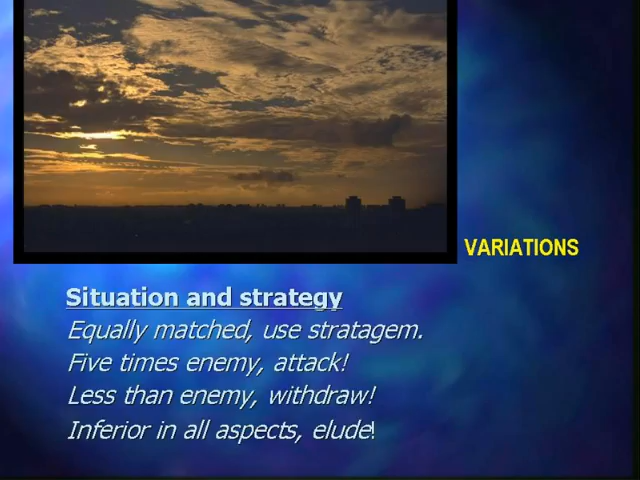 VARIATIONS
Situation and strategy
Equally matched, use stratagem.
Five times enemy, attack!
Less than enemy, withdraw!
Inferior in all aspects, elude!